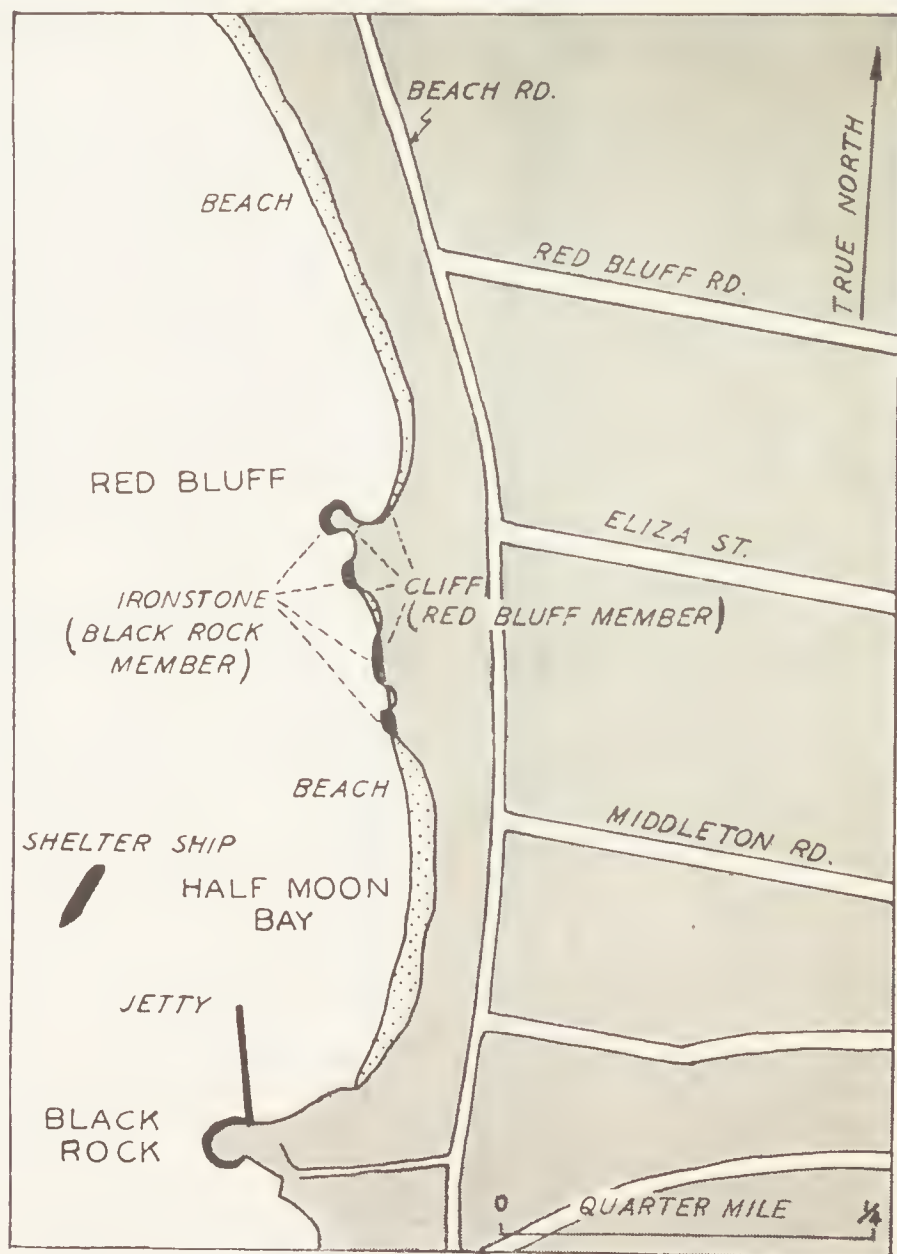 BEACH RD.
TRUE NORTH
BEACH
RED BLUFF RD.
RED BLUFF
ELIZA ST.
IRONSTONE
(BLACK ROCK
MEMBER)
CLIFF
(RED BLUFF MEMBER)
BEACH
MIDDLETON RD.
SHELTER SHIP
HALF MOON
BAY
JETTY
BLACK
ROCK
0 QUARTER MILE ¼